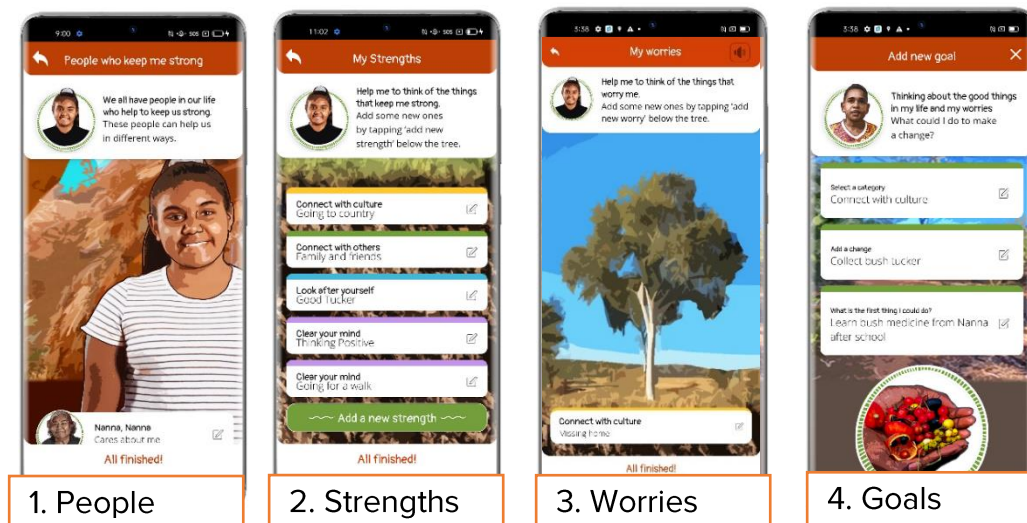 9:00
SOS
People who keep me strong
We all have people in our life
who help to keep us strong.
These people can help us
in different ways.
Nanna, Nanna
Cares about me
All finished!
1. People
11:02
SOS
My Strengths
Help me to think of the things
that keep me strong.
Add some new ones
by tapping 'add new
strength' below the tree.
Connect with culture
Going to country
Connect with others
Family and friends
Look after yourself
Good Tucker
Clear your mind
Thinking Positive
Clear your mind
Going for a walk
Add a new strength
All finished!
2. Strengths
3:38
My worries
Help me to think of the things that
worry me.
Add some new ones by tapping 'add
new worry' below the tree.
Connect with culture
Missing home
All finished!
3. Worries
3:38
Add new goal
Thinking about the good things
in my life and my worries
What could I do to make
a change?
Select a category
Connect with culture
Add a change
Collect bush tucker
What is the first thing I could do?
Learn bush medicine from Nanna
after school
4. Goals